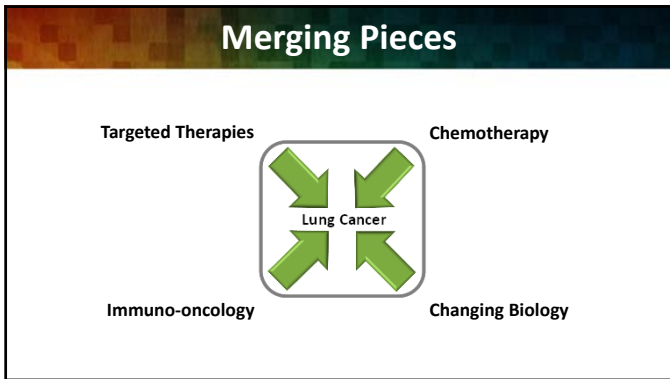 Merging Pieces
Targeted Therapies
Chemotherapy
Lung Cancer
Immuno-oncology
Changing Biology